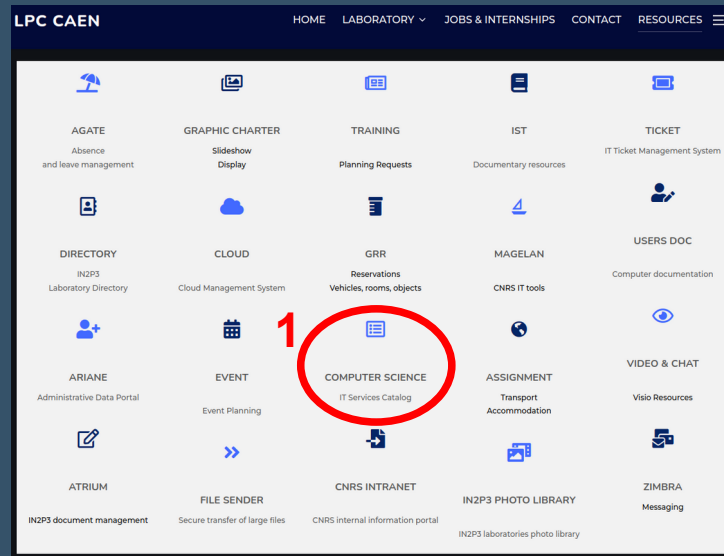 LPC CAEN HOME LABORATORY JOBS & INTERNSHIPS CONTACT RESOURCES
AGATE GRAPHIC CHARTER TRAINING IST TICKET
Absence Slideshow IT Ticket Management System
and leave management Display Planning Requests Documentary resources
DIRECTORY CLOUD GRR MAGELAN USERS DOC
IN2P3 Reservations Computer documentation
Laboratory Directory Cloud Management System Vehicles, rooms, objects CNRS IT tools
1
ARIANE EVENT COMPUTER SCIENCE ASSIGNMENT VIDEO & CHAT
Administrative Data Portal IT Services Catalog Transport Visio Resources
Event Planning Accommodation
ATRIUM CNRS INTRANET ZIMBRA
FILE SENDER IN2P3 PHOTO LIBRARY Messaging
IN2P3 document management Secure transfer of large files CNRS internal information portal
IN2P3 laboratories photo library